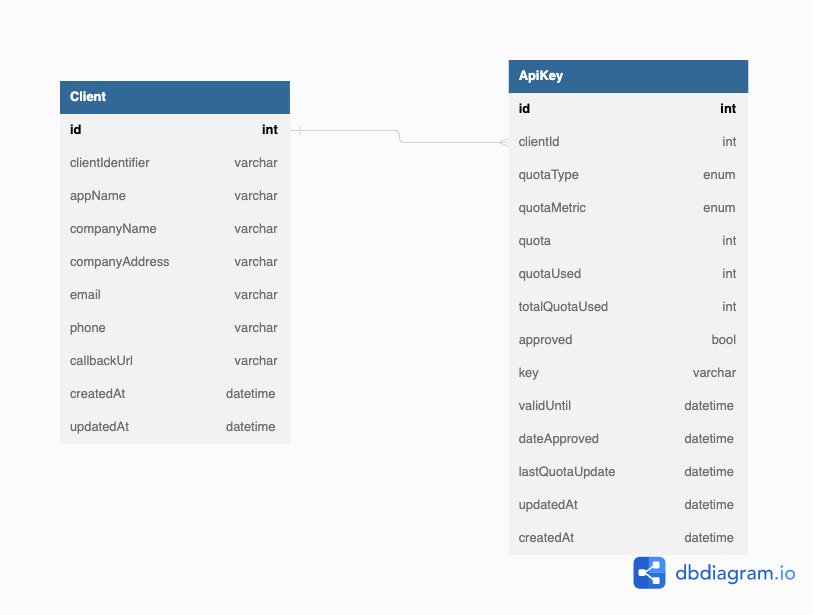 Client
id int
clientIdentifier varchar
appName varchar
companyName varchar
companyAddress varchar
email varchar
phone varchar
callbackUrl varchar
createdAt datetime
updatedAt datetime
ApiKey
id int
clientId int
quotaType enum
quotaMetric enum
quota int
quotaUsed int
totalQuotaUsed int
approved bool
key varchar
validUntil datetime
dateApproved datetime
lastQuotaUpdate datetime
updatedAt datetime
createdAt datetime
dbdiagram.io